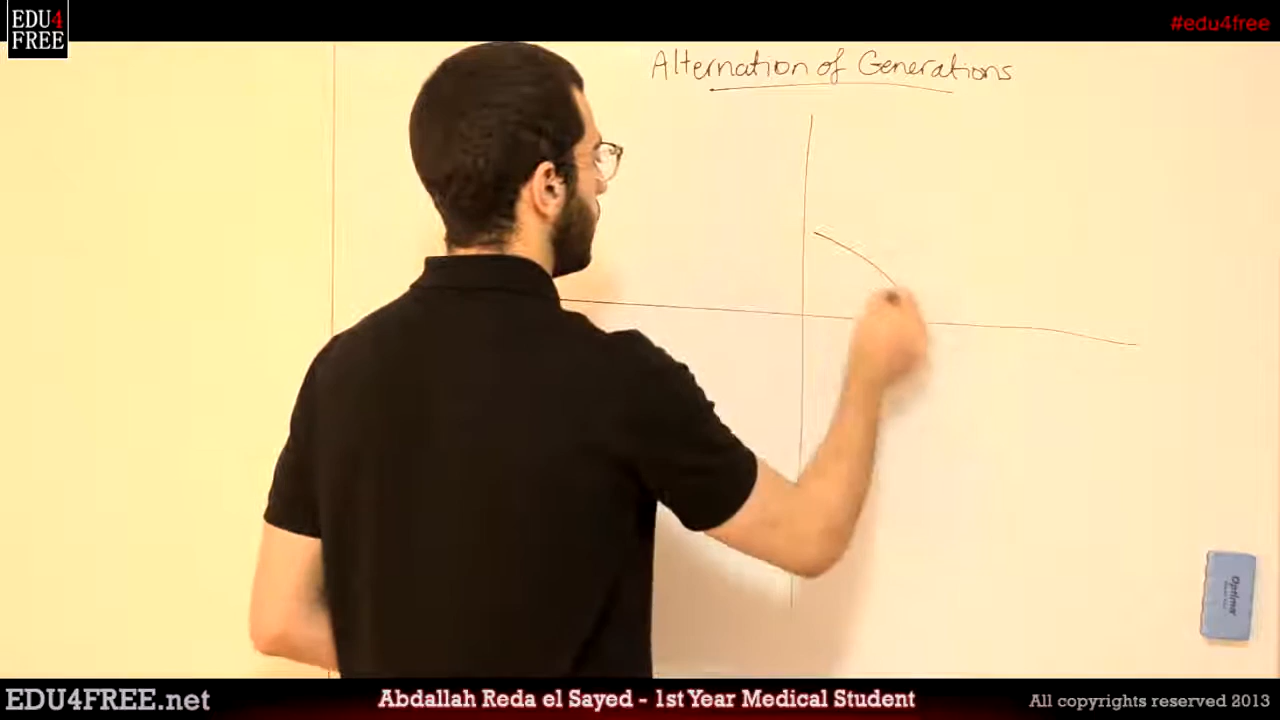 EDU4
FREE
#edu4free
Alternation of Generations
Optima
EDU4FREE.net
Abdallah Reda el Sayed - 1st Year Medical Student
All copyrights reserved 2013